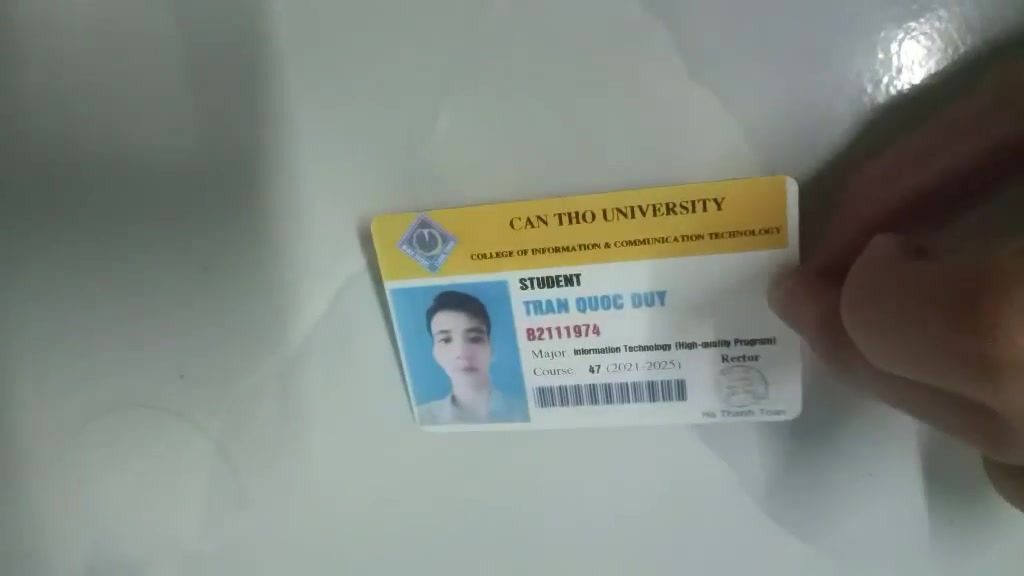 CAN THO UNIVERSITY
COLLEGE OF INFORMATION & COMMUNICATION TECHNOLOGY
STUDENT
TRAN QUOC DUY
B2111974
Major: Information Technology (High-quality Program)
Course: 47 (2021-2025)
Rector
Ha Thanh Toan